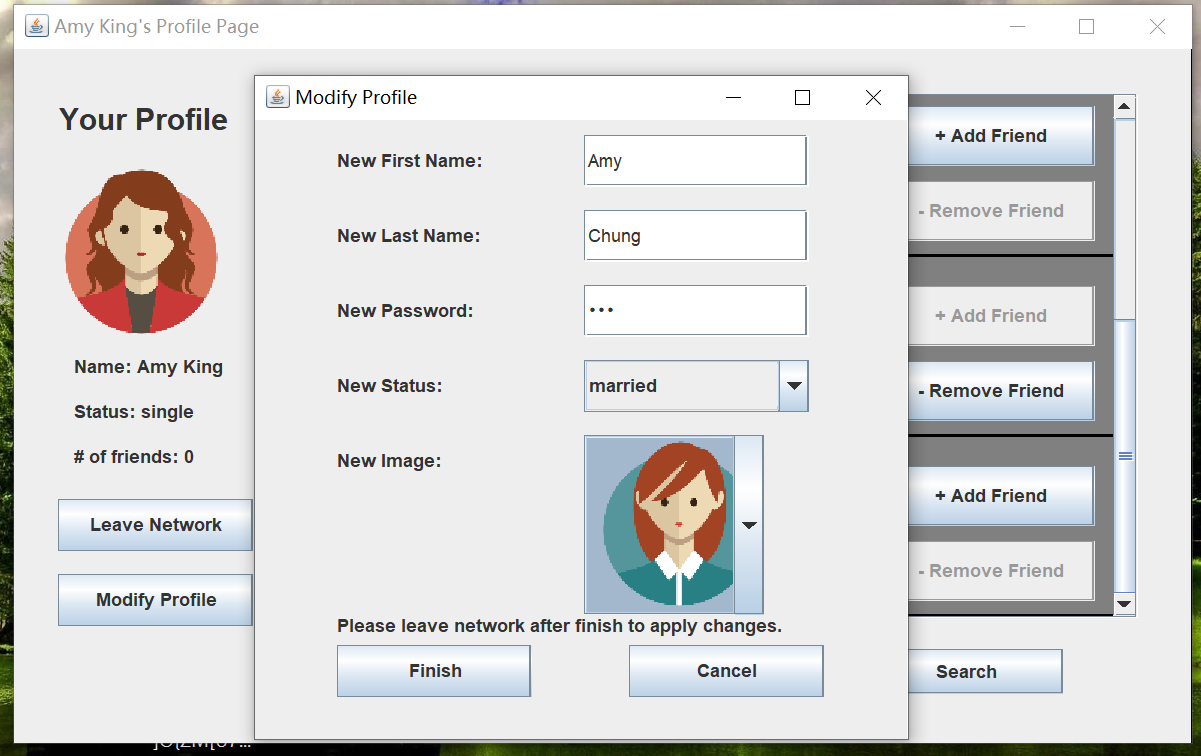 Amy King's Profile Page
Modify Profile
Your Profile
Name: Amy King
Status: single
# of friends: 0
Leave Network
Modify Profile
New First Name: Amy
New Last Name: Chung
New Password: •••
New Status: married
New Image:
Please leave network after finish to apply changes.
Finish Cancel
+ Add Friend
- Remove Friend
+ Add Friend
- Remove Friend
+ Add Friend
- Remove Friend
Search